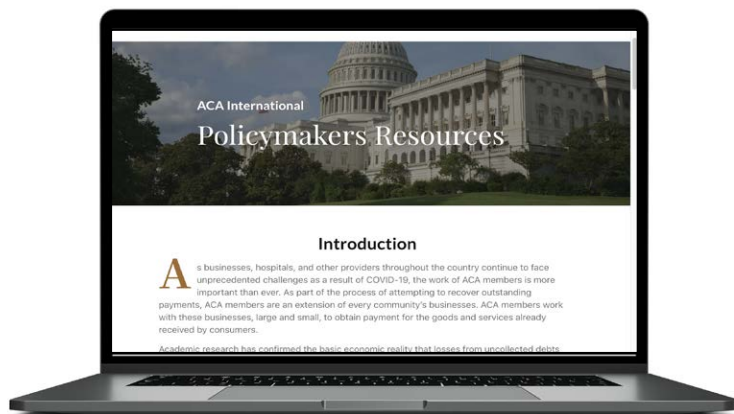 ACA International
Policymakers Resources
Introduction
As businesses, hospitals, and other providers throughout the country continue to face
unprecedented challenges as a result of COVID-19, the work of ACA members is more
important than ever. As part of the process of attempting to recover outstanding
payments, ACA members are an extension of every community's businesses. ACA members work
with these businesses, large and small, to obtain payment for the goods and services already
received by consumers.
Academic research has confirmed the basic economic reality that losses from uncollected debts